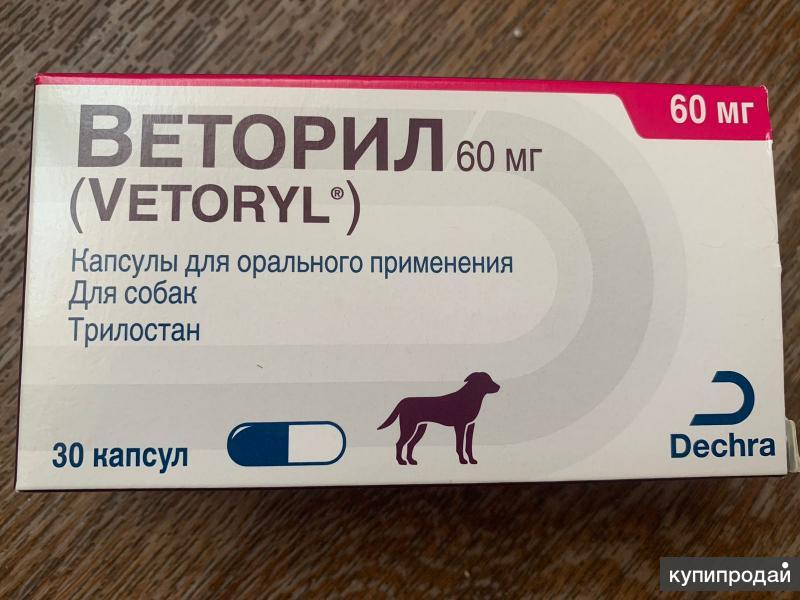 60 мг
ВЕТОРИЛ 60 мг
(VETORYL®)
Капсулы для орального применения
Для собак
Трилостан
30 капсул
Dechra
купипродай